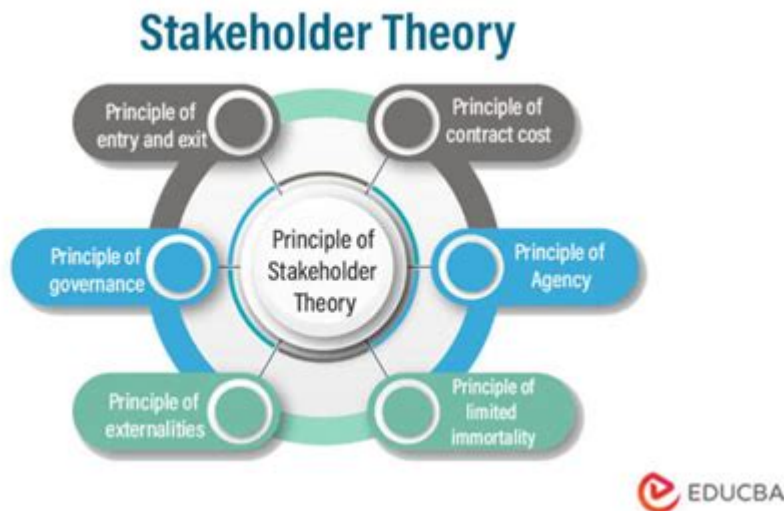 Stakeholder Theory
Principle of
entry and exit
Principle of
contract cost
Principle of
governance
Principle of
Stakeholder
Theory
Principle of
Agency
Principle of
externalities
Principle of
limited
immortality
EDUCBA